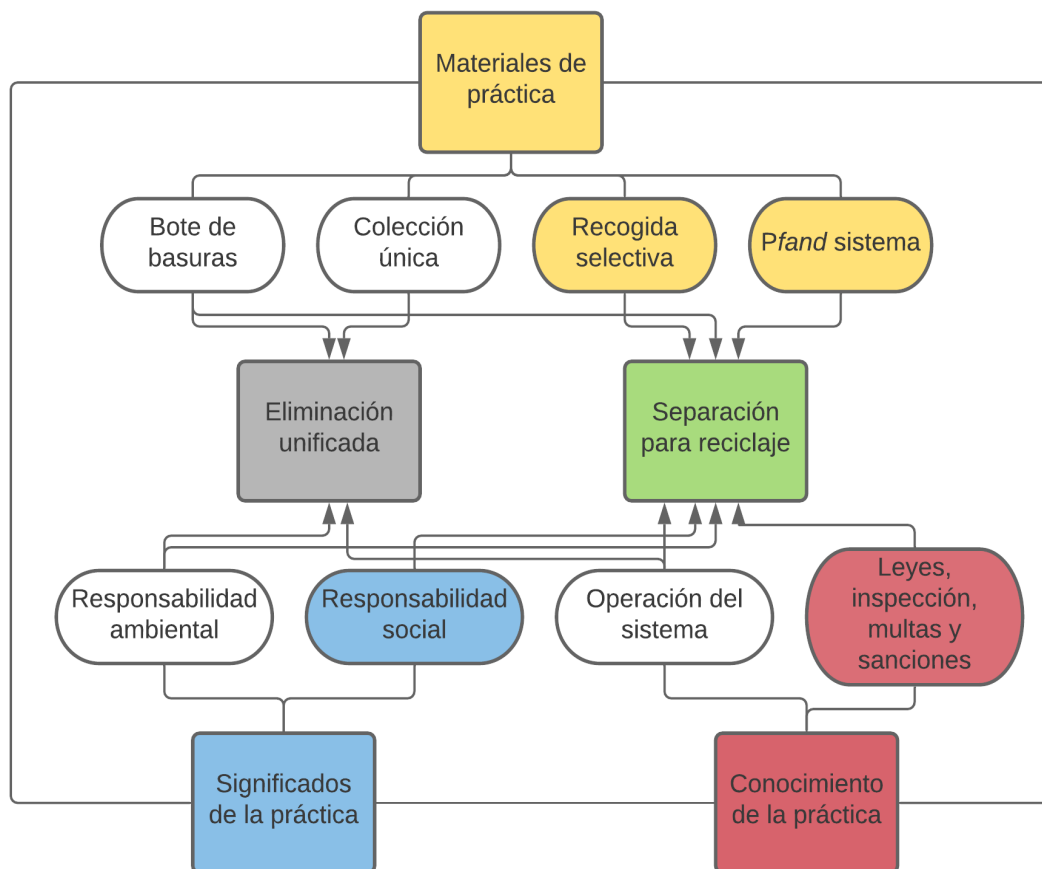 Materiales de
práctica
Bote de
basuras
Colección
única
Recogida
selectiva
Pfand sistema
Eliminación
unificada
Separación
para reciclaje
Responsabilidad
ambiental
Responsabilidad
social
Operación del
sistema
Leyes,
inspección,
multas y
sanciones
Significados
de la práctica
Conocimiento
de la práctica